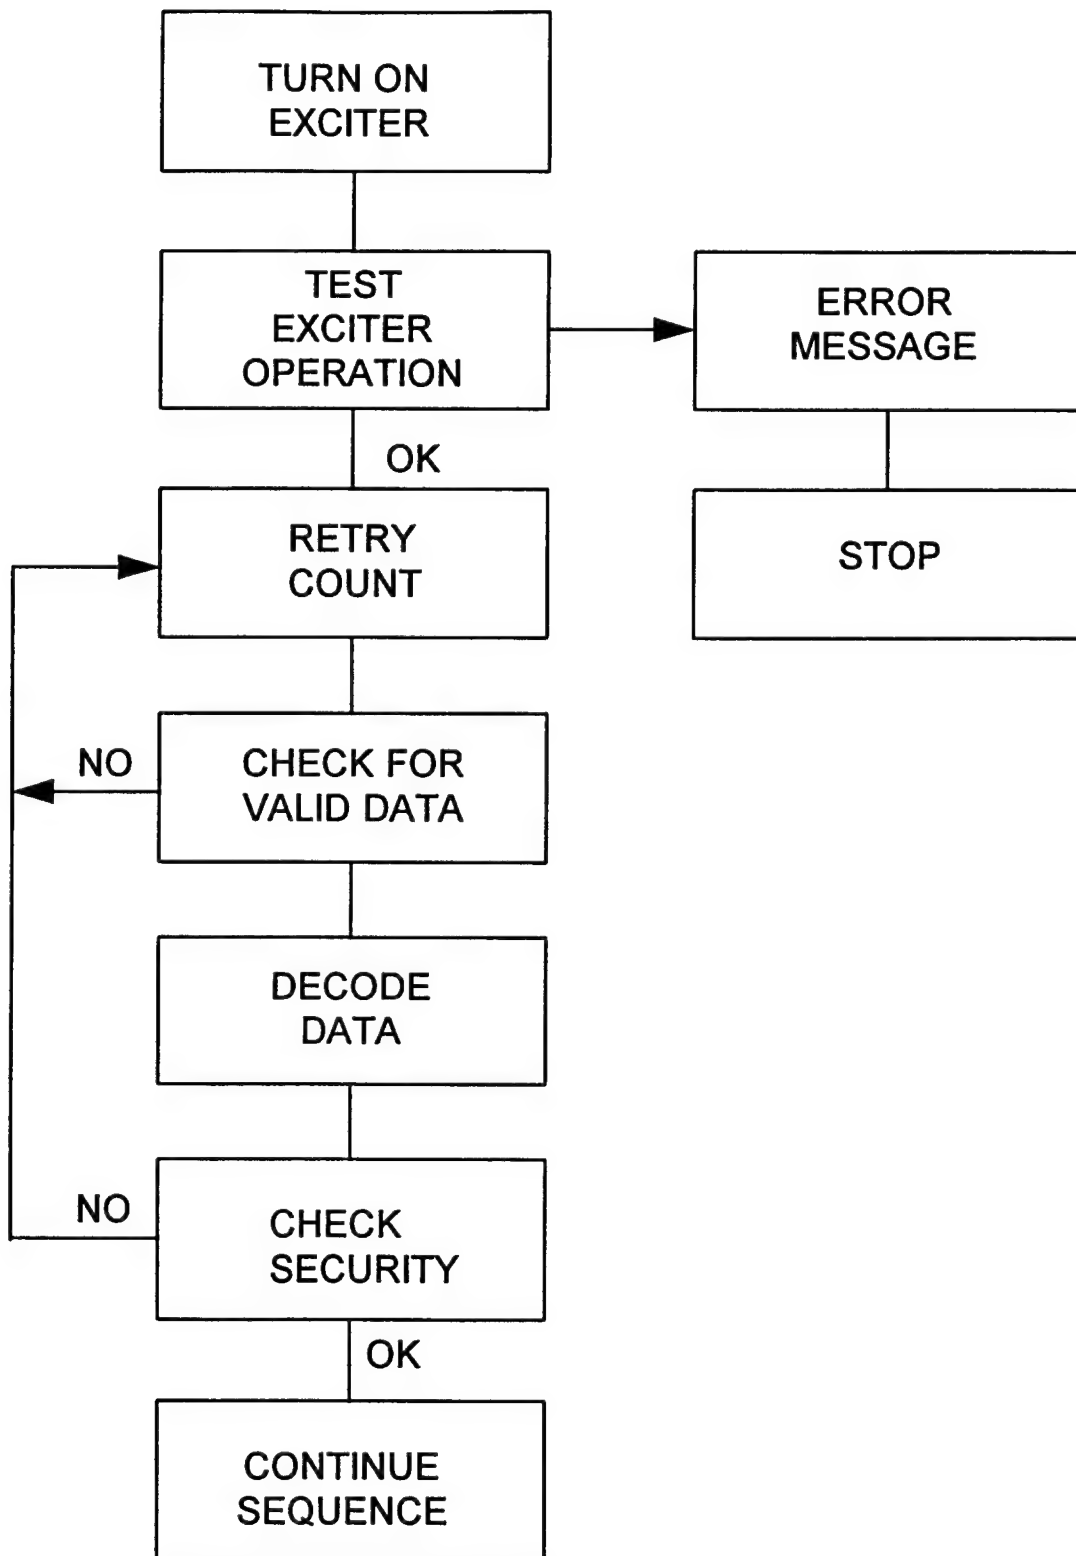 TURN ON
EXCITER
TEST
EXCITER
OPERATION
ERROR
MESSAGE
OK
RETRY
COUNT
STOP
NO
CHECK FOR
VALID DATA
DECODE
DATA
NO
CHECK
SECURITY
OK
CONTINUE
SEQUENCE